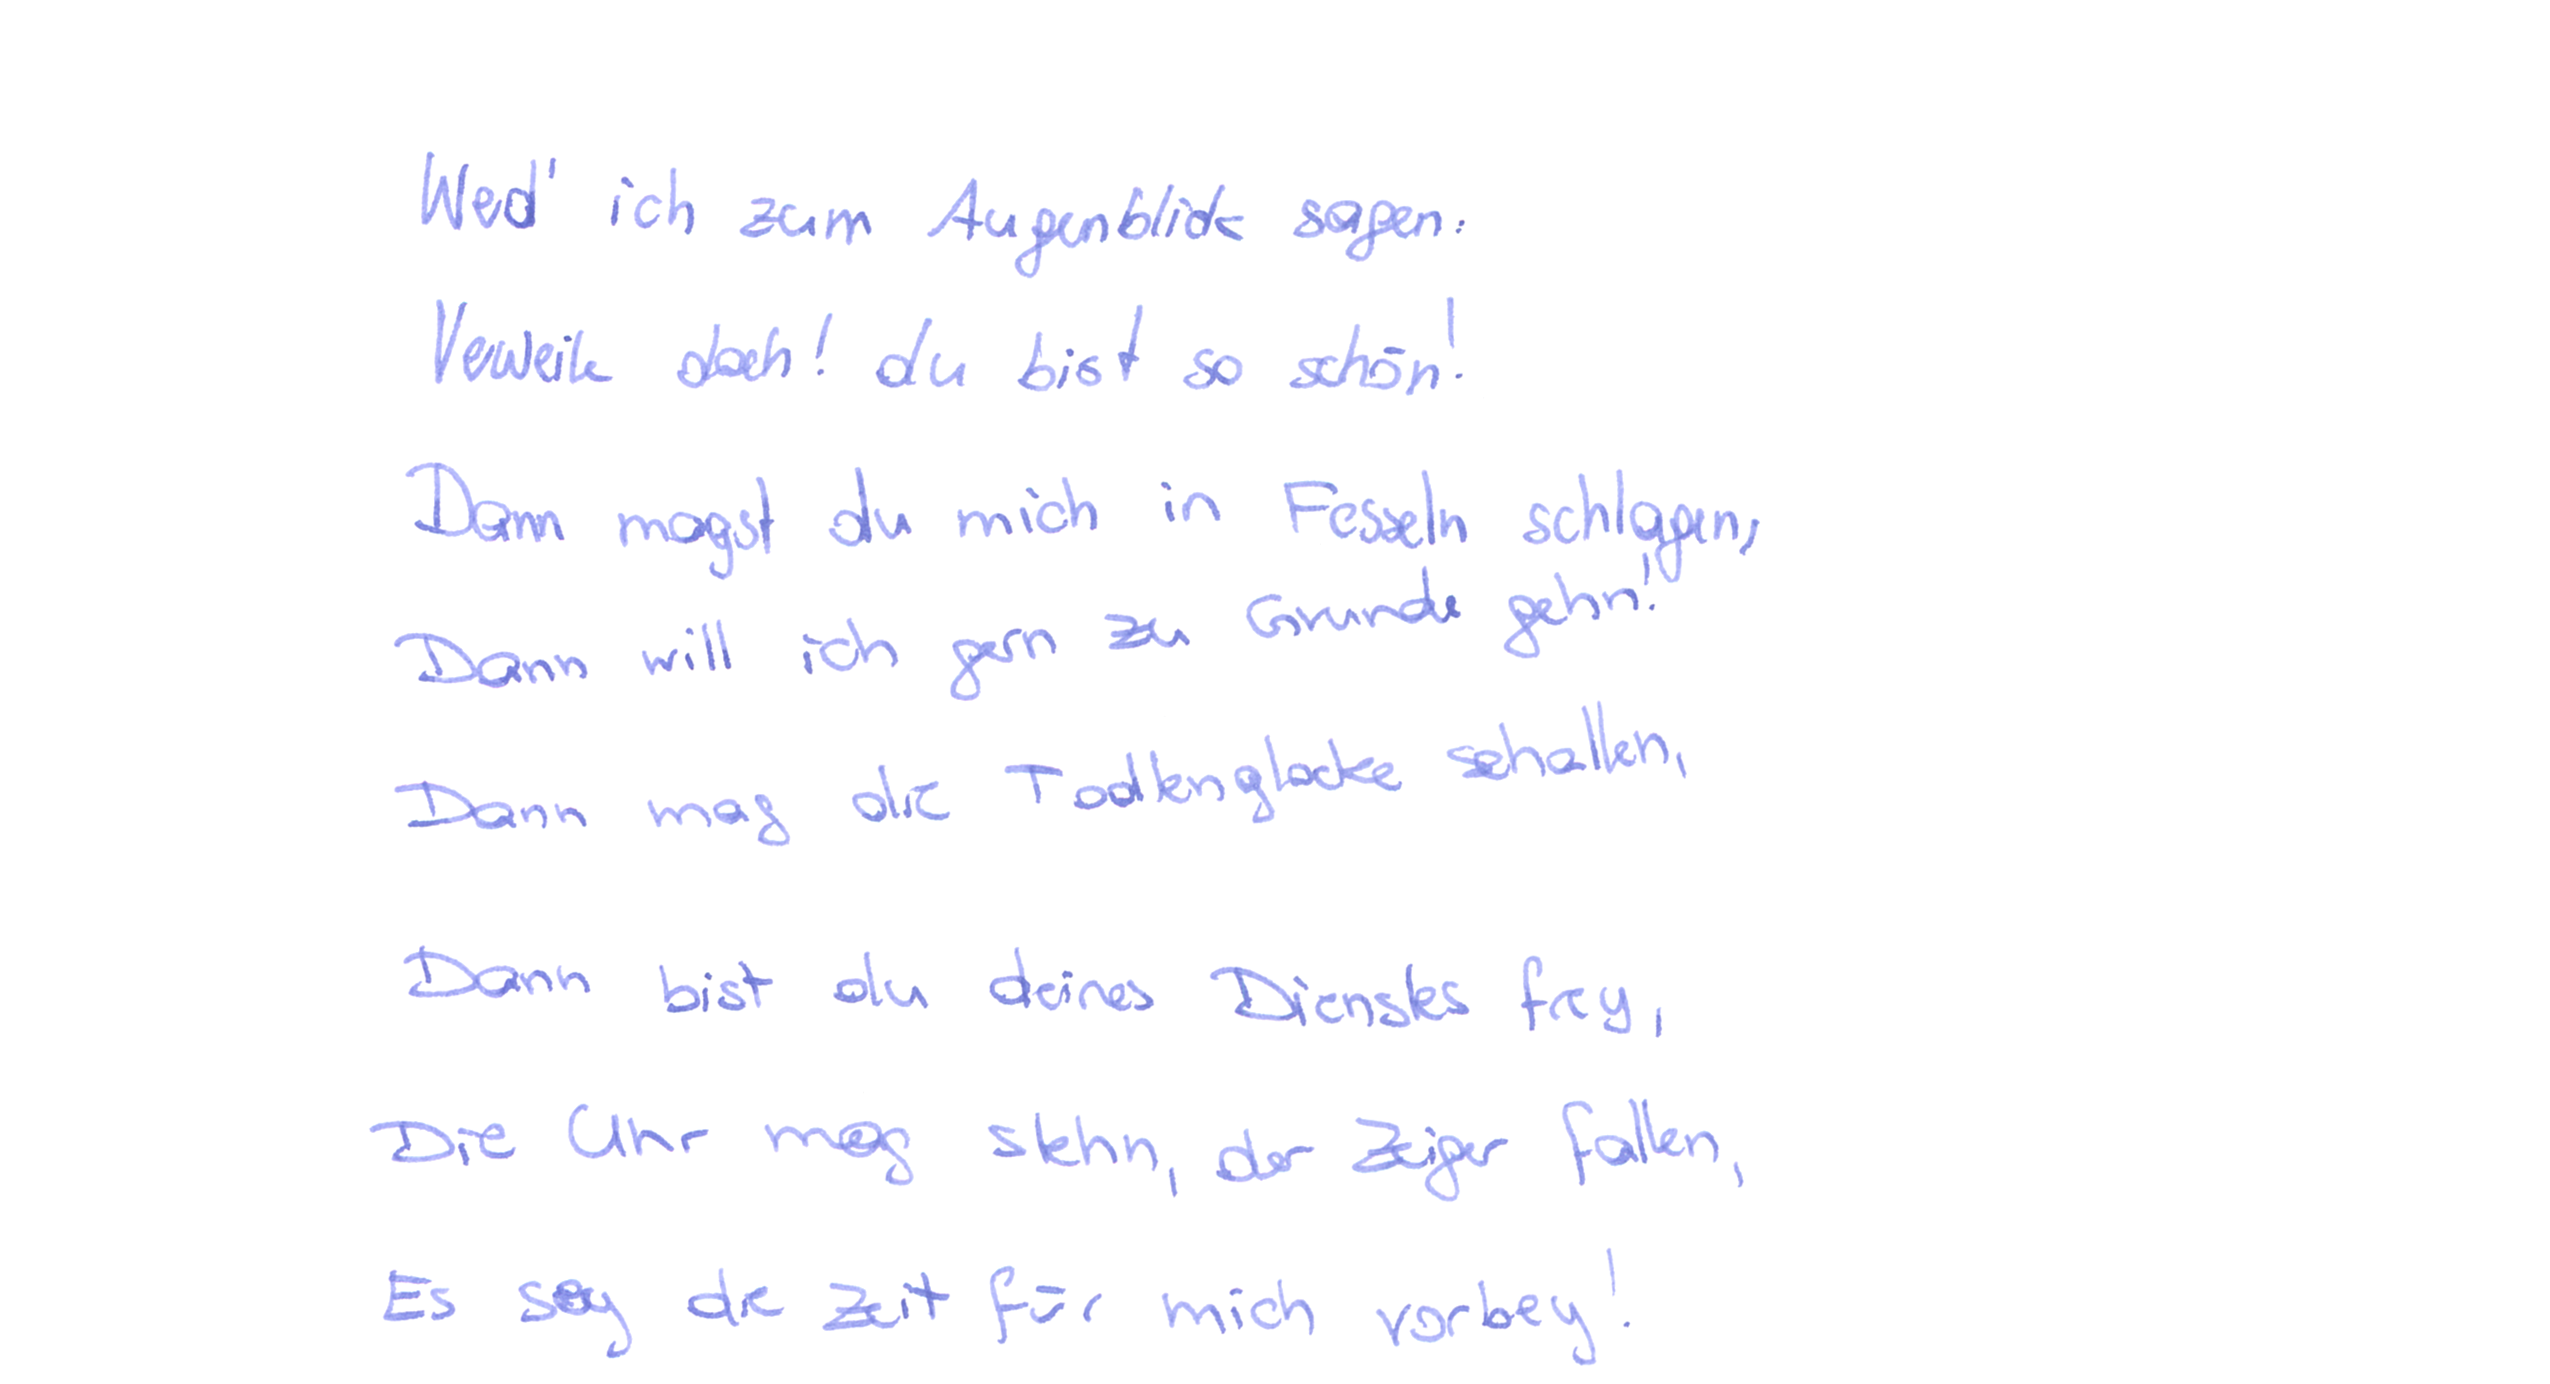 Wed' ich zum Augenblick sagen:
Verweile doch! du bist so schön!
Dann magst du mich in Fesseln schlagen,
Dann will ich gern zu Grunde gehn!
Dann mag die Todtenglocke schallen,
Dann bist du deines Dienstes frey,
Die Uhr mag stehn, der Zeiger fallen,
Es sey die Zeit für mich vorbey!